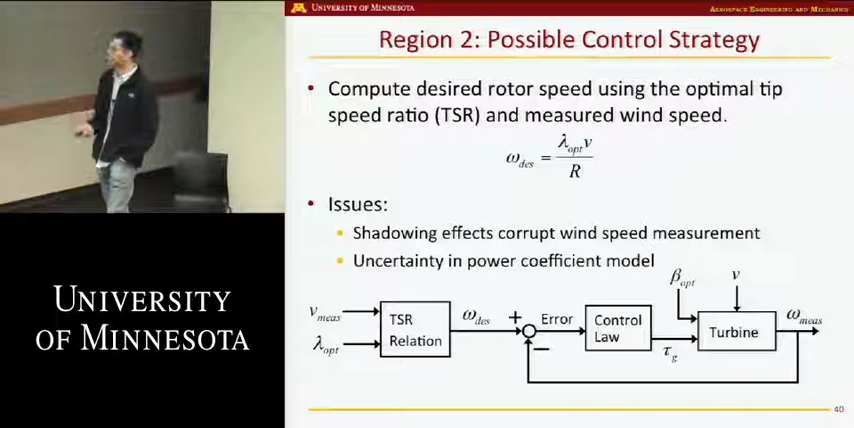 UNIVERSITY OF MINNESOTA
AEROSPACE ENGINEERING AND MECHANICS
Region 2: Possible Control Strategy
• Compute desired rotor speed using the optimal tip
speed ratio (TSR) and measured wind speed.
ω_des = λ_opt v / R
• Issues:
• Shadowing effects corrupt wind speed measurement
• Uncertainty in power coefficient model
β_opt
v
v_meas
λ_opt
TSR
Relation
ω_des
+
−
Error
Control
Law
τ_g
Turbine
ω_meas
40
UNIVERSITY
OF MINNESOTA